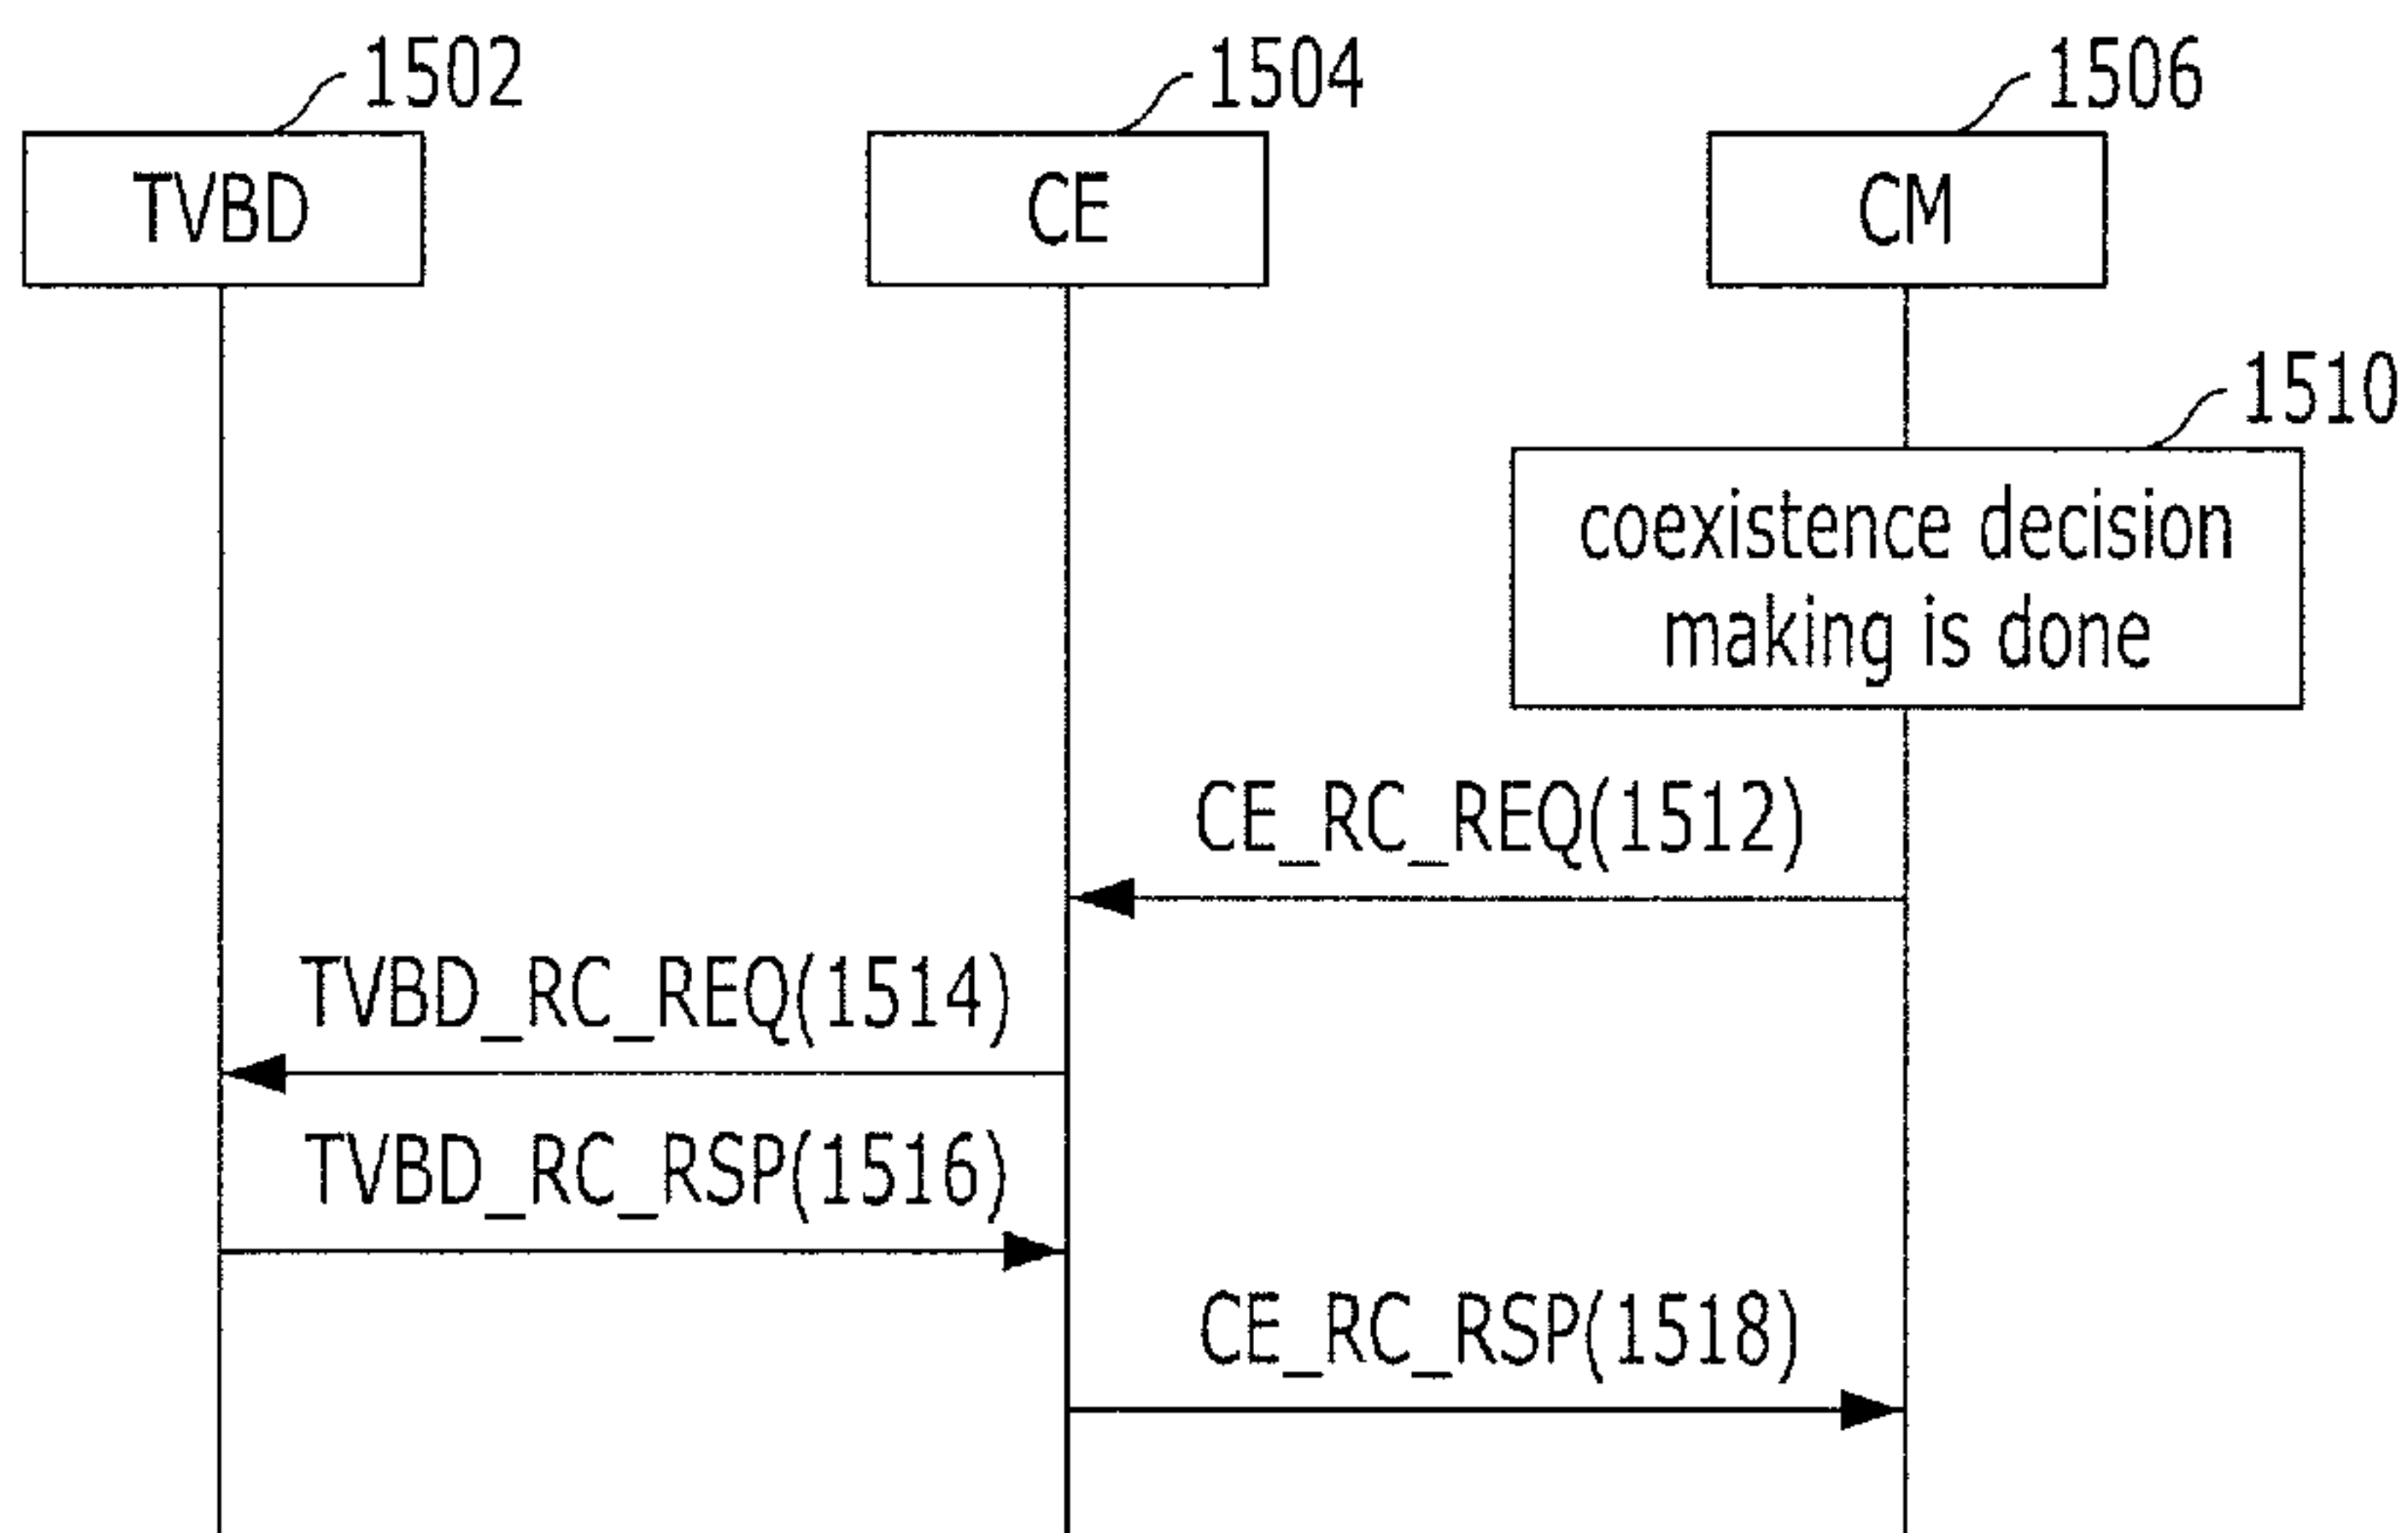 1502
1504
1506
TVBD
CE
CM
1510
coexistence decision
making is done
CE_RC_REQ(1512)
TVBD_RC_REQ(1514)
TVBD_RC_RSP(1516)
CE_RC_RSP(1518)